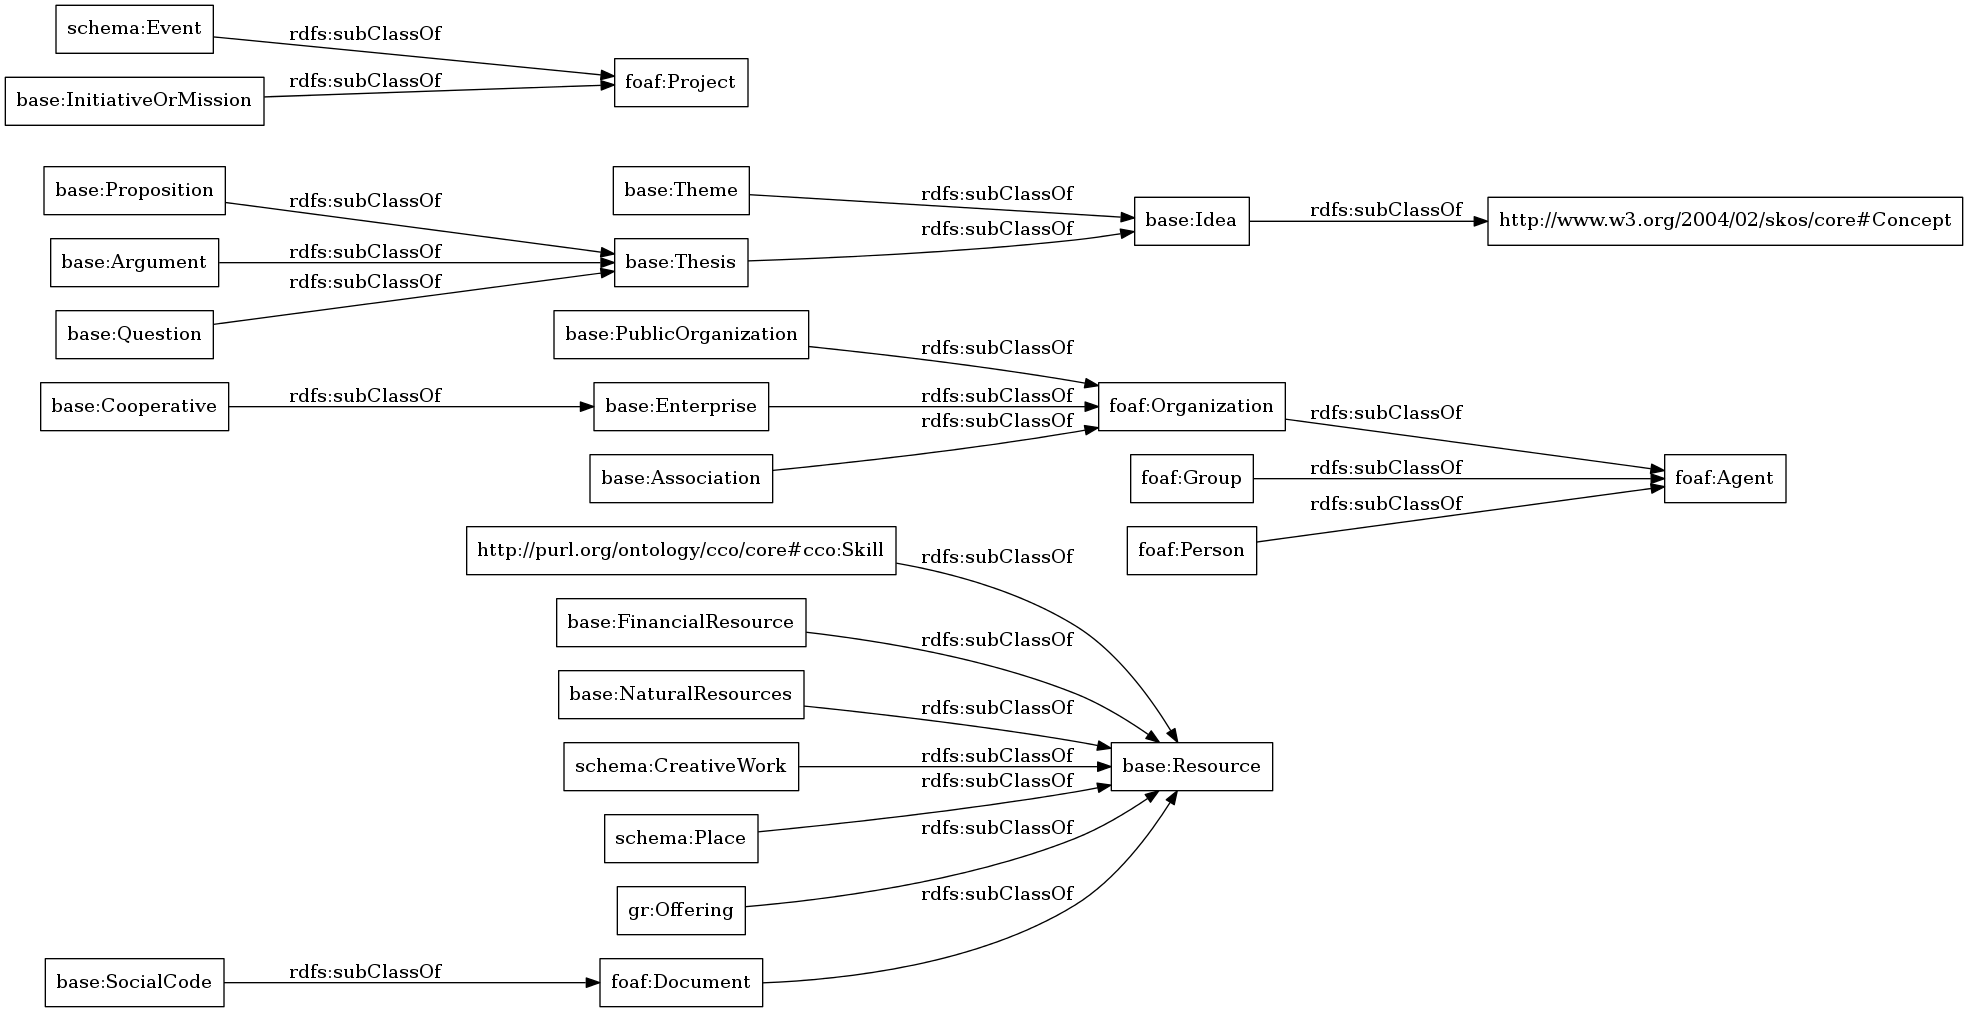 schema:Event
rdfs:subClassOf
base:InitiativeOrMission
rdfs:subClassOf
foaf:Project
base:Proposition
rdfs:subClassOf
base:Argument
rdfs:subClassOf
base:Question
rdfs:subClassOf
base:Theme
rdfs:subClassOf
base:Thesis
rdfs:subClassOf
base:Idea
rdfs:subClassOf
http://www.w3.org/2004/02/skos/core#Concept
base:PublicOrganization
rdfs:subClassOf
base:Cooperative
rdfs:subClassOf
base:Enterprise
rdfs:subClassOf
base:Association
rdfs:subClassOf
foaf:Organization
rdfs:subClassOf
foaf:Group
rdfs:subClassOf
foaf:Person
rdfs:subClassOf
foaf:Agent
http://purl.org/ontology/cco/core#cco:Skill
rdfs:subClassOf
base:FinancialResource
rdfs:subClassOf
base:NaturalResources
rdfs:subClassOf
schema:CreativeWork
rdfs:subClassOf
schema:Place
rdfs:subClassOf
gr:Offering
rdfs:subClassOf
base:SocialCode
rdfs:subClassOf
foaf:Document
rdfs:subClassOf
base:Resource